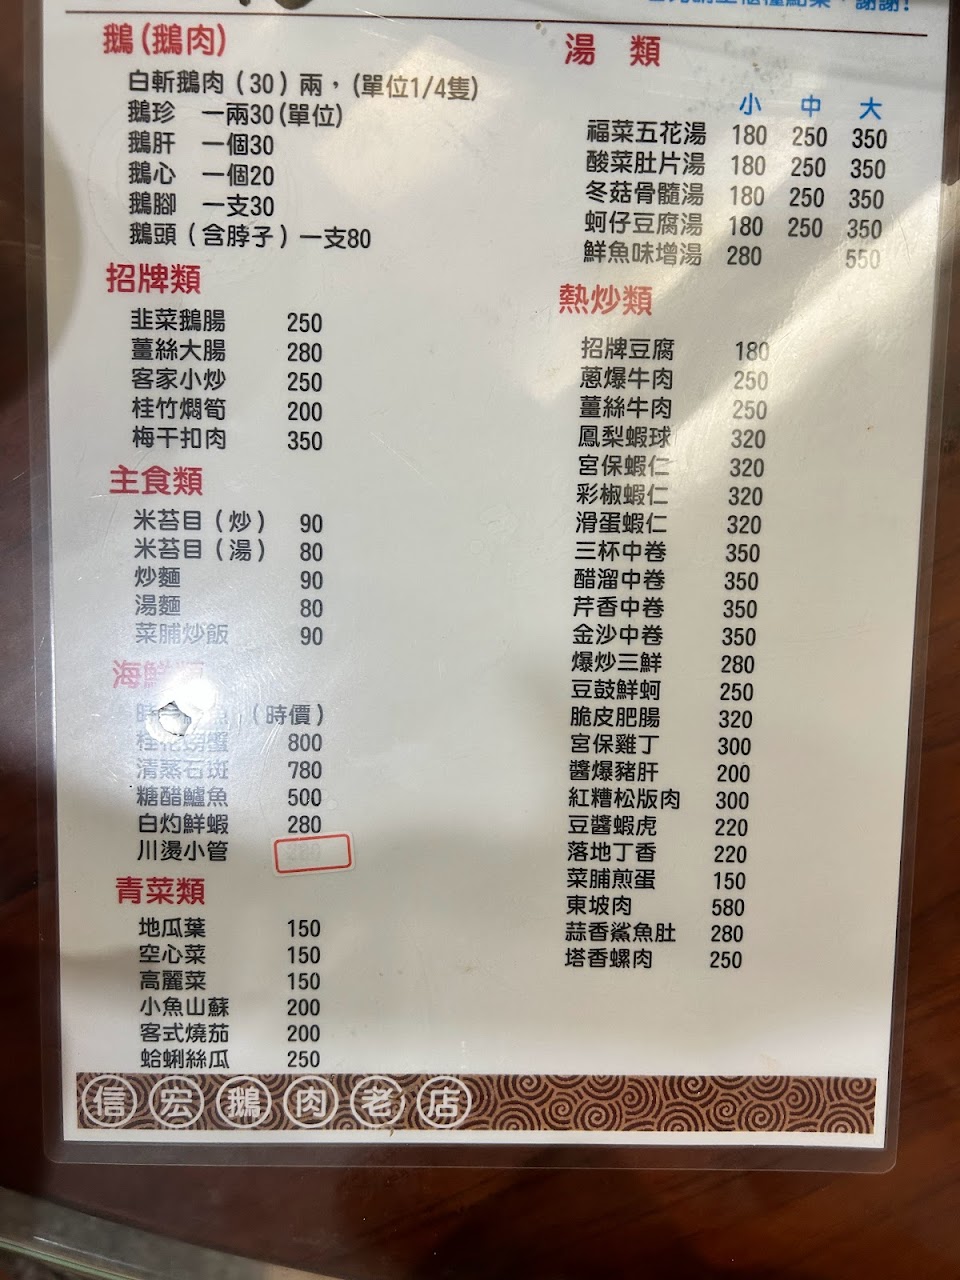 謝謝!
鵝(鵝肉)
白斬鵝肉(30)兩,(單位1/4隻)
鵝珍 一兩30(單位)
鵝肝 一個30
鵝心 一個20
鵝腳 一支30
鵝頭(含脖子)一支80
招牌類
韭菜鵝腸 250
薑絲大腸 280
客家小炒 250
桂竹燜筍 200
梅干扣肉 350
主食類
米苔目(炒) 90
米苔目(湯) 80
炒麵 90
湯麵 80
菜脯炒飯 90
海鮮
魚 (時價)
桂花螃蟹 800
清蒸石斑 780
糖醋鱸魚 500
白灼鮮蝦 280
川燙小管
青菜類
地瓜葉 150
空心菜 150
高麗菜 150
小魚山蘇 200
客式燒茄 200
蛤蜊絲瓜 250
湯 類
小 中 大
福菜五花湯 180 250 350
酸菜肚片湯 180 250 350
冬菇骨髓湯 180 250 350
蚵仔豆腐湯 180 250 350
鮮魚味增湯 280 550
熱炒類
招牌豆腐 180
蔥爆牛肉 250
薑絲牛肉 250
鳳梨蝦球 320
宮保蝦仁 320
彩椒蝦仁 320
滑蛋蝦仁 320
三杯中卷 350
醋溜中卷 350
芹香中卷 350
金沙中卷 350
爆炒三鮮 280
豆鼓鮮蚵 250
脆皮肥腸 320
宮保雞丁 300
醬爆豬肝 200
紅糟松版肉 300
豆醬蝦虎 220
落地丁香 220
菜脯煎蛋 150
東坡肉 580
蒜香鯊魚肚 280
塔香螺肉 250
信宏鵝肉老店